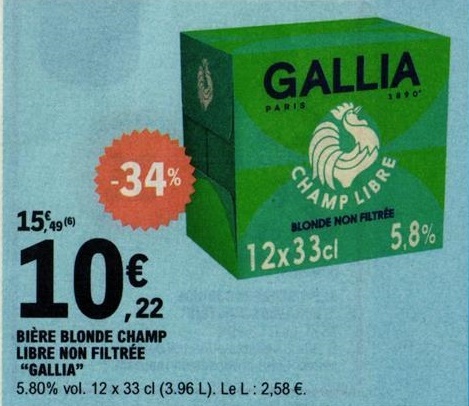 GALLIA
PARIS 1890
CHAMP LIBRE
BLONDE NON FILTRÉE
12x33cl 5,8%
-34%
15€,49(6)
10€,22
BIÈRE BLONDE CHAMP
LIBRE NON FILTRÉE
“GALLIA”
5.80% vol. 12 x 33 cl (3.96 L). Le L : 2,58 €.